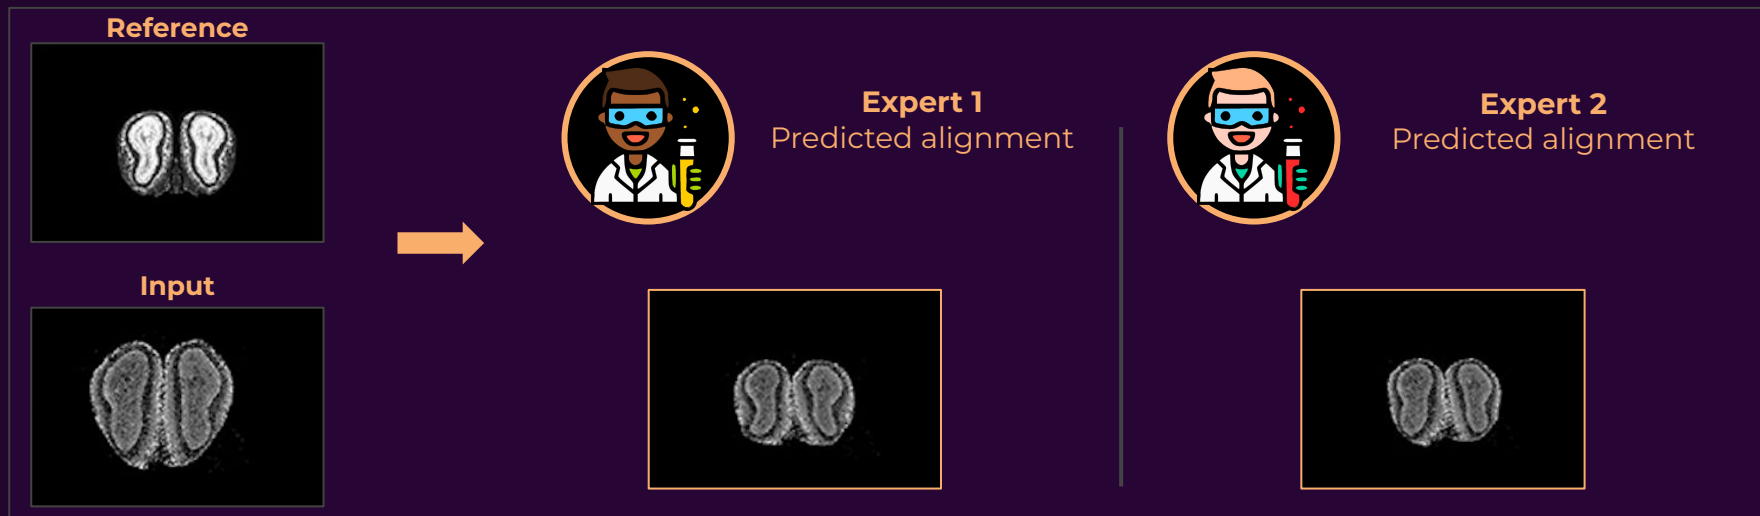 Reference
Input
Expert 1
Predicted alignment
Expert 2
Predicted alignment